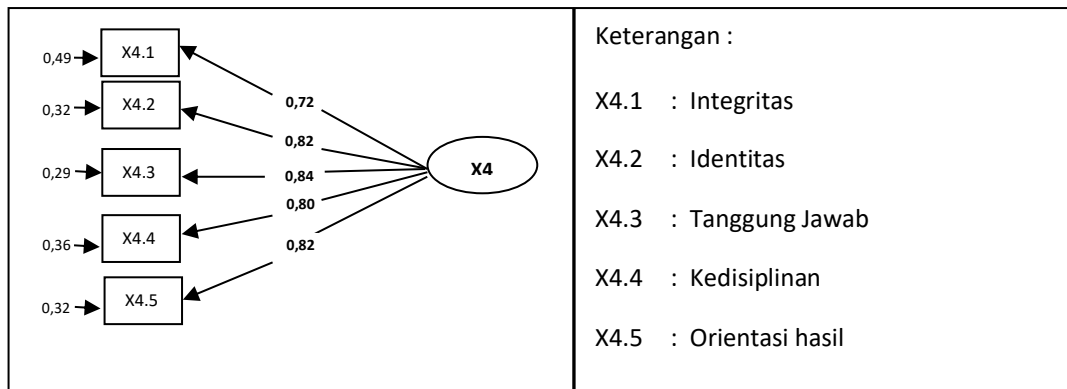 0,49 X4.1
0,32 X4.2
0,29 X4.3
0,36 X4.4
0,32 X4.5
0,72
0,82
0,84
0,80
0,82
X4
Keterangan :
X4.1 : Integritas
X4.2 : Identitas
X4.3 : Tanggung Jawab
X4.4 : Kedisiplinan
X4.5 : Orientasi hasil